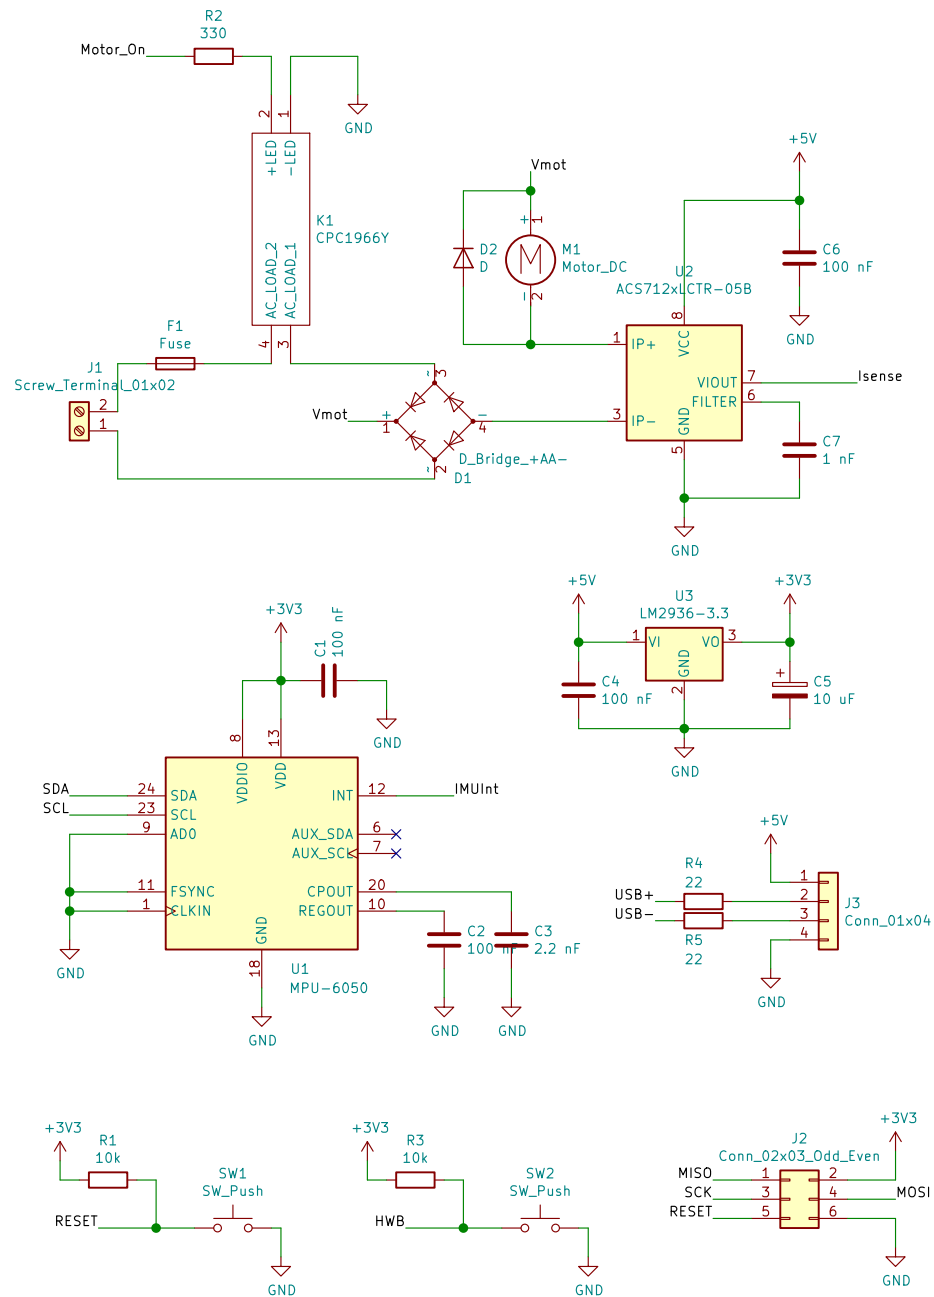 R2
330
Motor_On
2
1
GND
+LED
-LED
K1
CPC1966Y
AC_LOAD_2
AC_LOAD_1
4
3
F1
Fuse
J1
Screw_Terminal_01x02
2
1
Vmot
+
1
M
M1
Motor_DC
-
2
D2
D
+5V
C6
100 nF
GND
U2
ACS712xLCTR-05B
8
VCC
1
IP+
VIOUT
7
Isense
FILTER
6
3
IP-
GND
5
C7
1 nF
GND
Vmot
+
1
~
3
-
4
~
2
D_Bridge_+AA-
D1
+5V
U3
LM2936-3.3
+3V3
1
VI
VO
3
GND
2
C4
100 nF
+
C5
10 uF
GND
+3V3
C1
100 nF
GND
8
13
VDDIO
VDD
SDA
24
SDA
INT
12
IMUInt
SCL
23
SCL
9
AD0
AUX_SDA
6
AUX_SCL
7
11
FSYNC
CPOUT
20
1
CLKIN
REGOUT
10
GND
18
U1
MPU-6050
GND
GND
C2
100 nF
C3
2.2 nF
GND
GND
+5V
R4
22
USB+
USB-
R5
22
1
2
3
4
J3
Conn_01x04
GND
+3V3
R1
10k
SW1
SW_Push
RESET
GND
+3V3
R3
10k
SW2
SW_Push
HWB
GND
+3V3
J2
Conn_02x03_Odd_Even
MISO
1
2
SCK
3
4
MOSI
RESET
5
6
GND